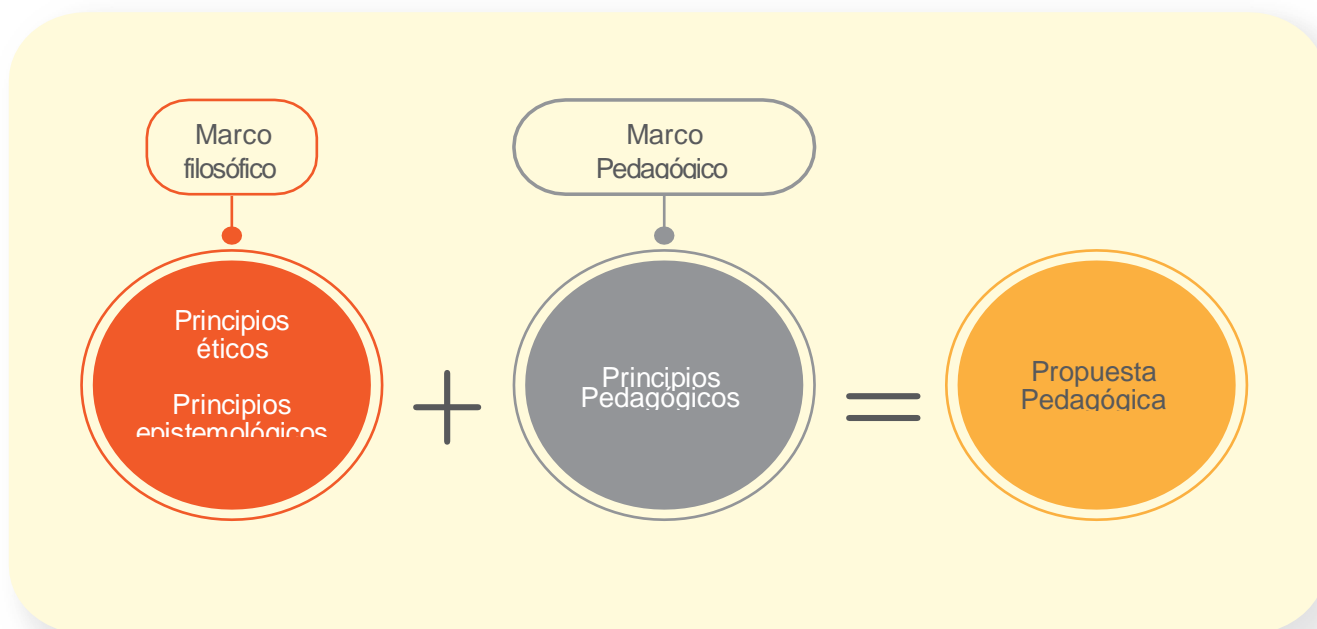 Marco
filosófico
Marco
Pedagógico
Principios
éticos
Principios
epistemológicos
Principios
Pedagógicos
Propuesta
Pedagógica